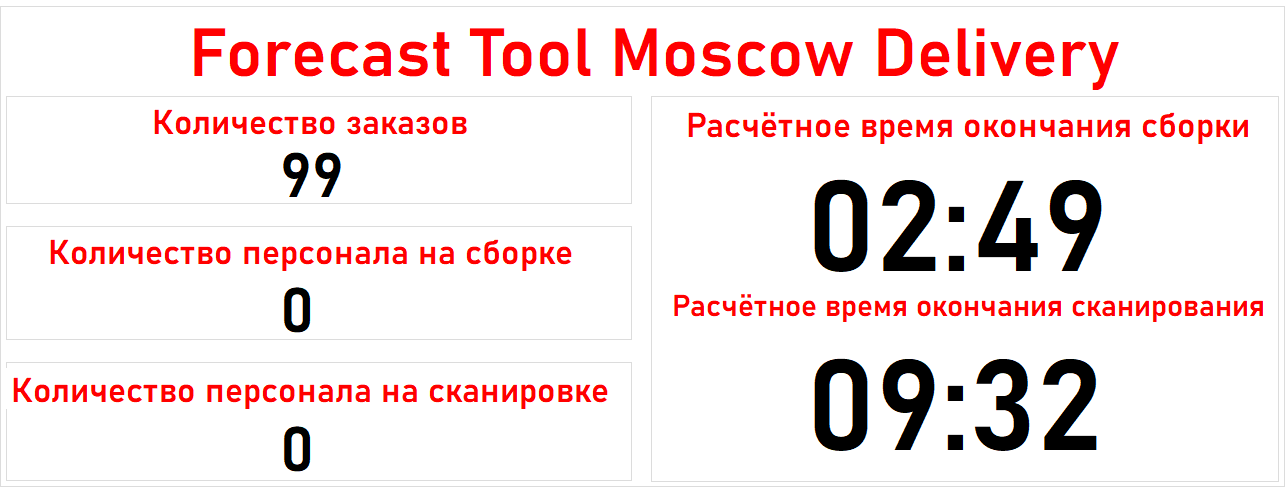 Forecast Tool Moscow Delivery
Количество заказов
99
Количество персонала на сборке
0
Количество персонала на сканировке
0
Расчётное время окончания сборки
02:49
Расчётное время окончания сканирования
09:32